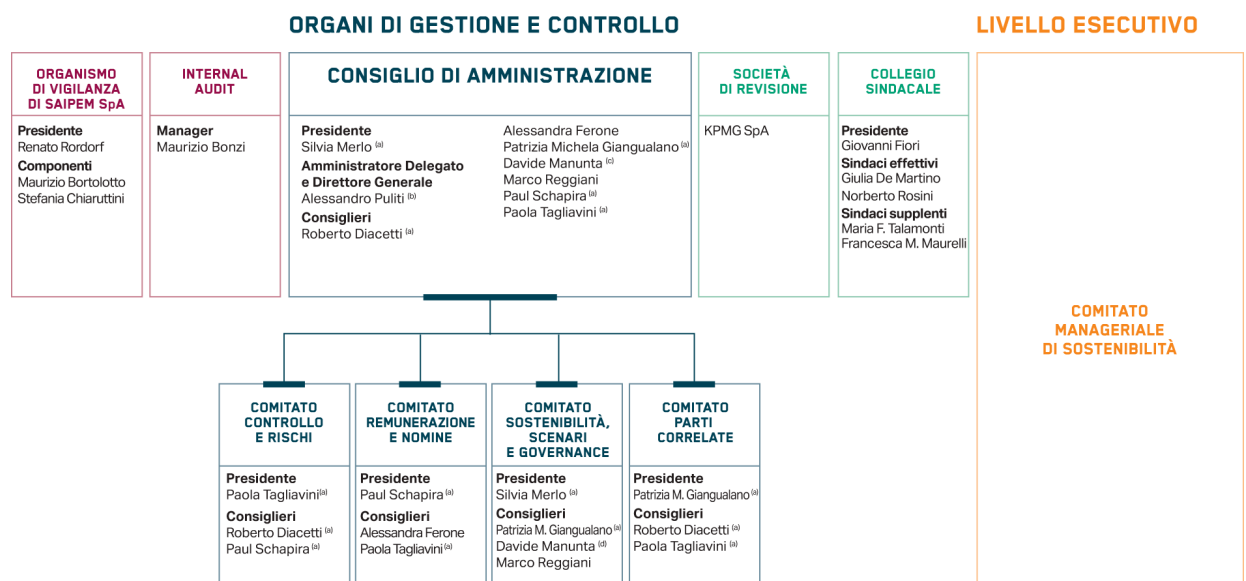 ORGANI DI GESTIONE E CONTROLLO
LIVELLO ESECUTIVO
ORGANISMO
DI VIGILANZA
DI SAIPEM SpA
Presidente
Renato Rordorf
Componenti
Maurizio Bortolotto
Stefania Chiaruttini
INTERNAL
AUDIT
Manager
Maurizio Bonzi
CONSIGLIO DI AMMINISTRAZIONE
Presidente
Silvia Merlo (a)
Amministratore Delegato
e Direttore Generale
Alessandro Puliti (b)
Consiglieri
Roberto Diacetti (a)
Alessandra Ferone
Patrizia Michela Giangualano (a)
Davide Manunta (c)
Marco Reggiani
Paul Schapira (a)
Paola Tagliavini (a)
SOCIETÀ
DI REVISIONE
KPMG SpA
COLLEGIO
SINDACALE
Presidente
Giovanni Fiori
Sindaci effettivi
Giulia De Martino
Norberto Rosini
Sindaci supplenti
Maria F. Talamonti
Francesca M. Maurelli
COMITATO
MANAGERIALE
DI SOSTENIBILITÀ
COMITATO
CONTROLLO
E RISCHI
Presidente
Paola Tagliavini(a)
Consiglieri
Roberto Diacetti (a)
Paul Schapira (a)
COMITATO
REMUNERAZIONE
E NOMINE
Presidente
Paul Schapira (a)
Consiglieri
Alessandra Ferone
Paola Tagliavini (a)
COMITATO
SOSTENIBILITÀ,
SCENARI
E GOVERNANCE
Presidente
Silvia Merlo (a)
Consiglieri
Patrizia M. Giangualano (a)
Davide Manunta (d)
Marco Reggiani
COMITATO
PARTI
CORRELATE
Presidente
Patrizia M. Giangualano (a)
Consiglieri
Roberto Diacetti (a)
Paola Tagliavini (a)